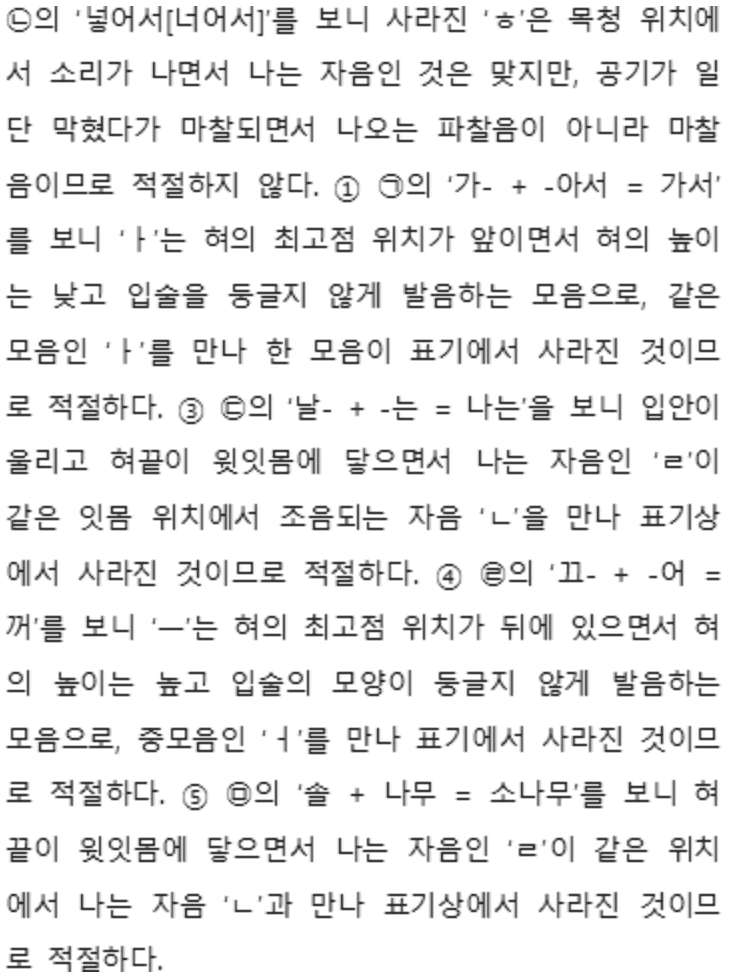 ㉡의 ‘넣어서[너어서]’를 보니 사라진 ‘ㅎ’은 목청 위치에
서 소리가 나면서 나는 자음인 것은 맞지만, 공기가 일
단 막혔다가 마찰되면서 나오는 파찰음이 아니라 마찰
음이므로 적절하지 않다. ① ㉠의 ‘가- + -아서 = 가서’
를 보니 ‘ㅏ’는 혀의 최고점 위치가 앞이면서 혀의 높이
는 낮고 입술을 둥글지 않게 발음하는 모음으로, 같은
모음인 ‘ㅏ’를 만나 한 모음이 표기에서 사라진 것이므
로 적절하다. ③ ㉢의 ‘날- + -는 = 나는’을 보니 입안이
울리고 혀끝이 윗잇몸에 닿으면서 나는 자음인 ‘ㄹ’이
같은 잇몸 위치에서 조음되는 자음 ‘ㄴ’을 만나 표기상
에서 사라진 것이므로 적절하다. ④ ㉣의 ‘끄- + -어 =
꺼’를 보니 ‘ㅡ’는 혀의 최고점 위치가 뒤에 있으면서 혀
의 높이는 높고 입술의 모양이 둥글지 않게 발음하는
모음으로, 중모음인 ‘ㅓ’를 만나 표기에서 사라진 것이므
로 적절하다. ⑤ ㉤의 ‘솔 + 나무 = 소나무’를 보니 혀
끝이 윗잇몸에 닿으면서 나는 자음인 ‘ㄹ’이 같은 위치
에서 나는 자음 ‘ㄴ’과 만나 표기상에서 사라진 것이므
로 적절하다.